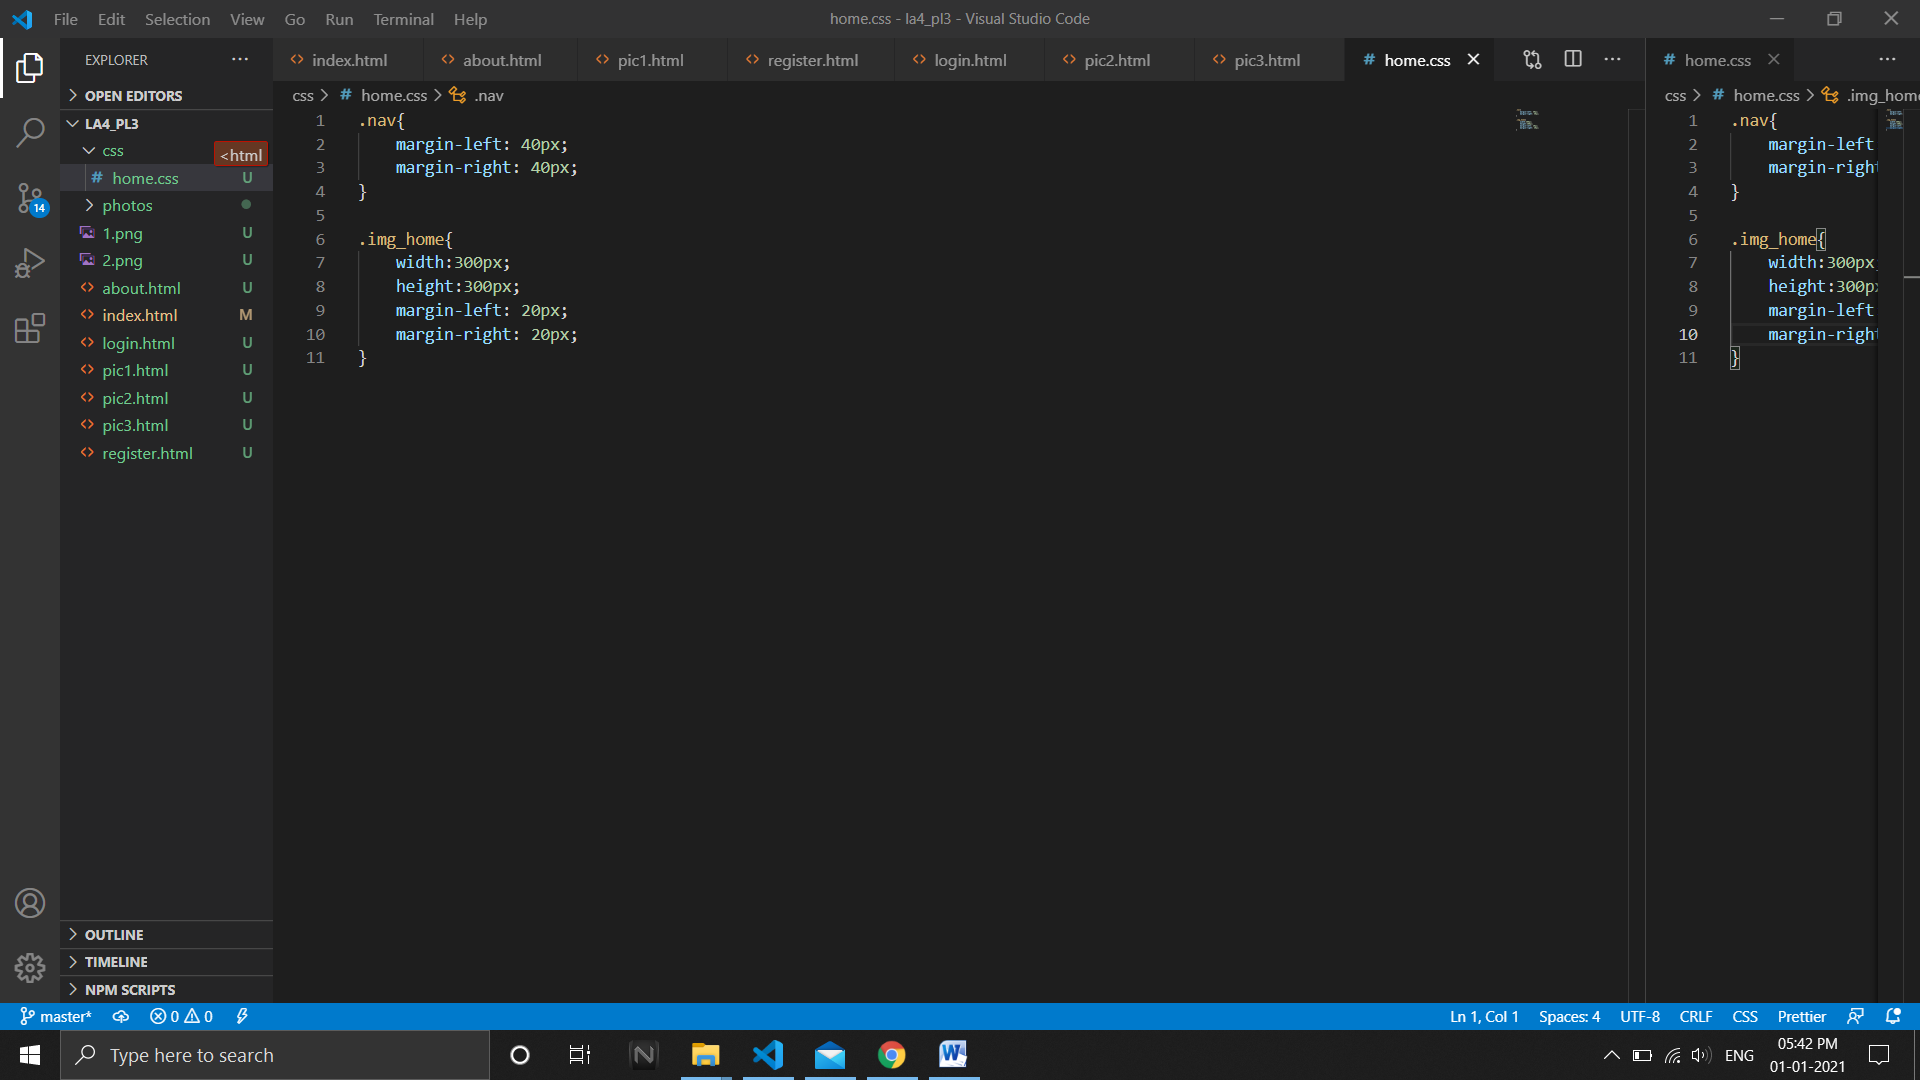 File Edit Selection View Go Run Terminal Help
home.css - la4_pl3 - Visual Studio Code
EXPLORER
OPEN EDITORS
LA4_PL3
css
<html
# home.css U
photos
1.png U
2.png U
about.html U
index.html M
login.html U
pic1.html U
pic2.html U
pic3.html U
register.html U
OUTLINE
TIMELINE
NPM SCRIPTS
14
index.html about.html pic1.html register.html login.html pic2.html pic3.html # home.css
css > # home.css > .nav
1 .nav{
2 margin-left: 40px;
3 margin-right: 40px;
4 }
5
6 .img_home{
7 width:300px;
8 height:300px;
9 margin-left: 20px;
10 margin-right: 20px;
11 }
# home.css
css > # home.css > .img_home
1 .nav{
2 margin-left
3 margin-right
4 }
5
6 .img_home{
7 width:300px;
8 height:300px
9 margin-left
10 margin-right
11 }
master* 0 0
Ln 1, Col 1 Spaces: 4 UTF-8 CRLF CSS Prettier
Type here to search
ENG
05:42 PM
01-01-2021